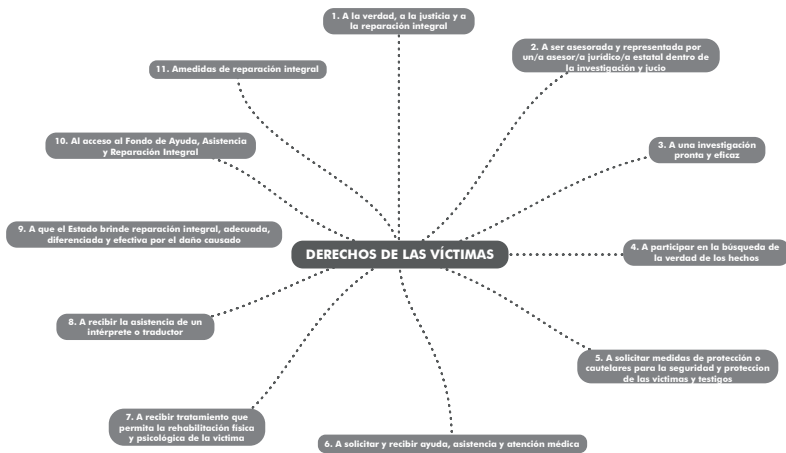 1. A la verdad, a la justicia y a
la reparación integral
2. A ser asesorada y representada por
un/a asesor/a jurídico/a estatal dentro de
la investigación y jucio
3. A una investigación
pronta y eficaz
4. A participar en la búsqueda de
la verdad de los hechos
5. A solicitar medidas de protección o
cautelares para la seguridad y proteccion
de las víctimas y testigos
6. A solicitar y recibir ayuda, asistencia y atención médica
7. A recibir tratamiento que
permita la rehabilitación física
y psicológica de la víctima
8. A recibir la asistencia de un
intérprete o traductor
9. A que el Estado brinde reparación integral, adecuada,
diferenciada y efectiva por el daño causado
10. Al acceso al Fondo de Ayuda, Asistencia
y Reparación Integral
11. Amedidas de reparación integral
DERECHOS DE LAS VÍCTIMAS